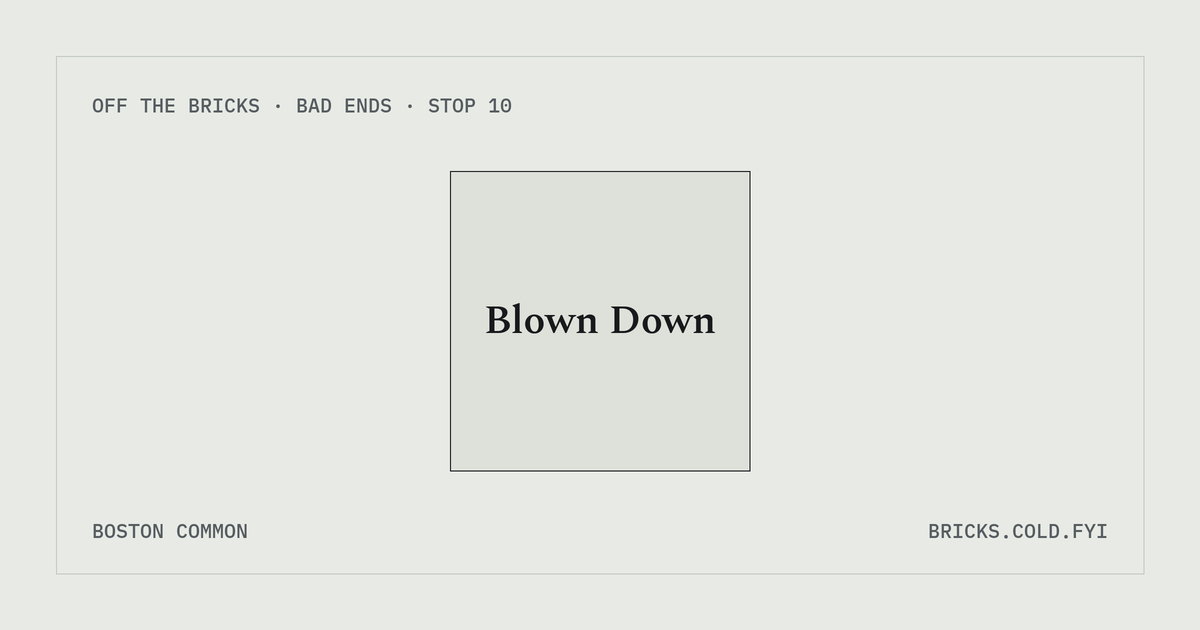 OFF THE BRICKS · BAD ENDS · STOP 10
Blown Down
BOSTON COMMON
BRICKS.COLD.FYI